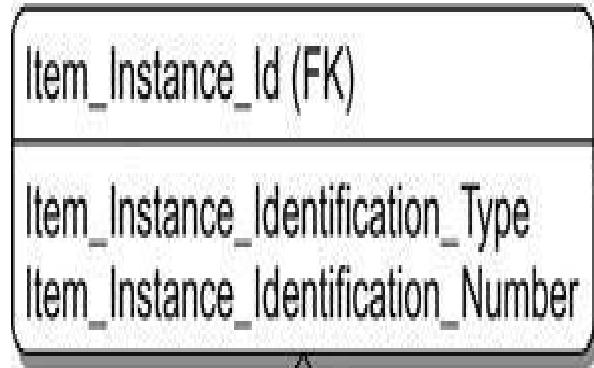 Item_Instance_Id (FK)
Item_Instance_Identification_Type
Item_Instance_Identification_Number